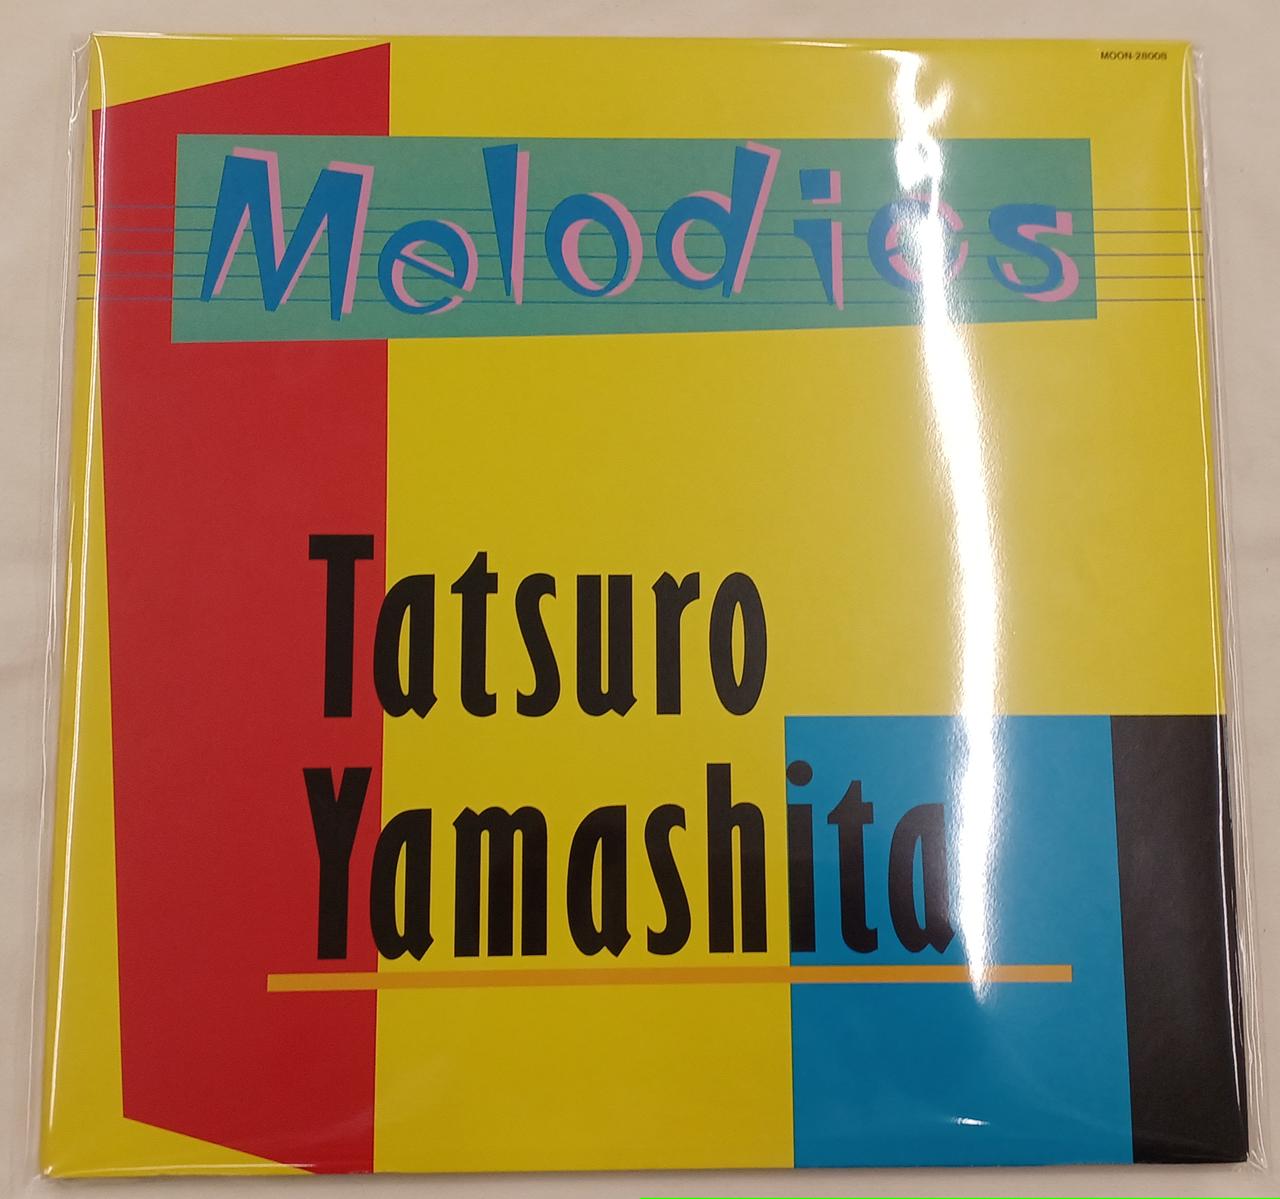 MOON-28008
Melodies
Tatsuro
Yamashita